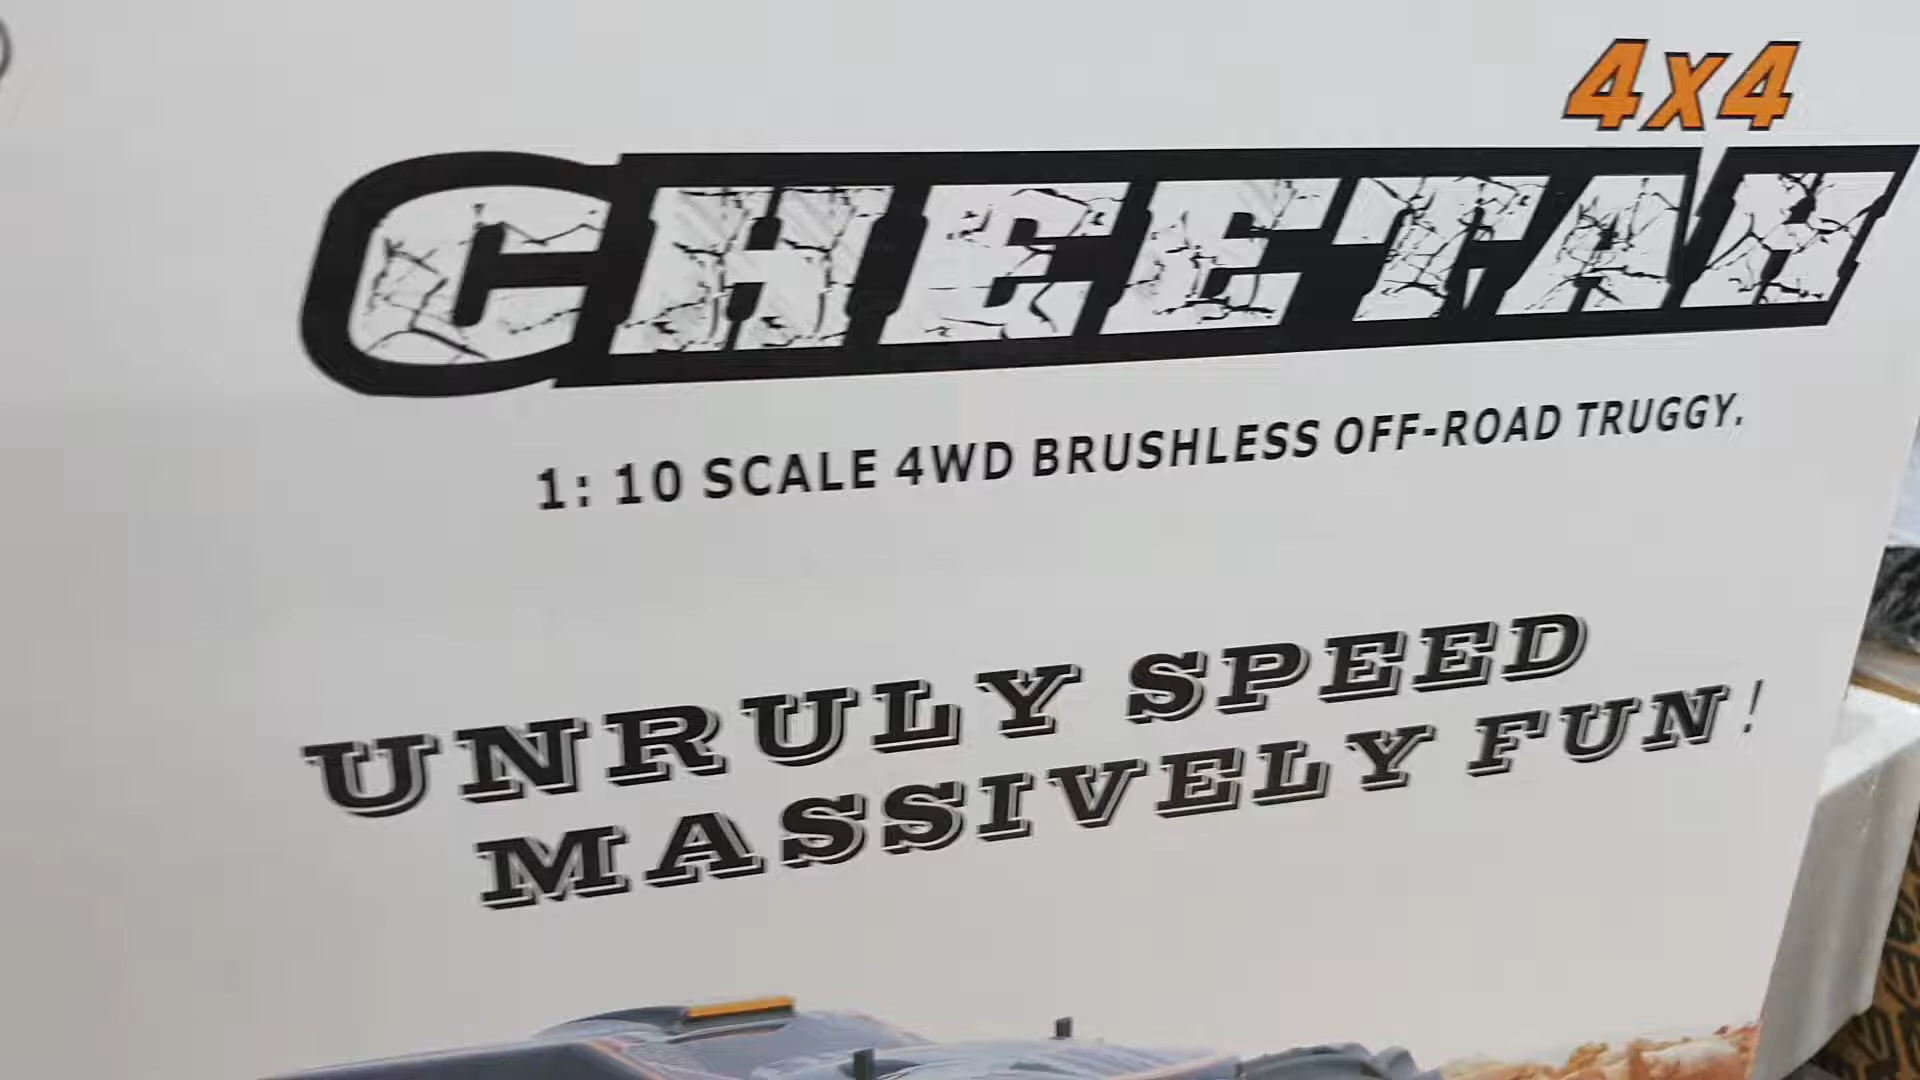 4x4
CHEETAH
1: 10 SCALE 4WD BRUSHLESS OFF-ROAD TRUGGY.
UNRULY SPEED
MASSIVELY FUN!